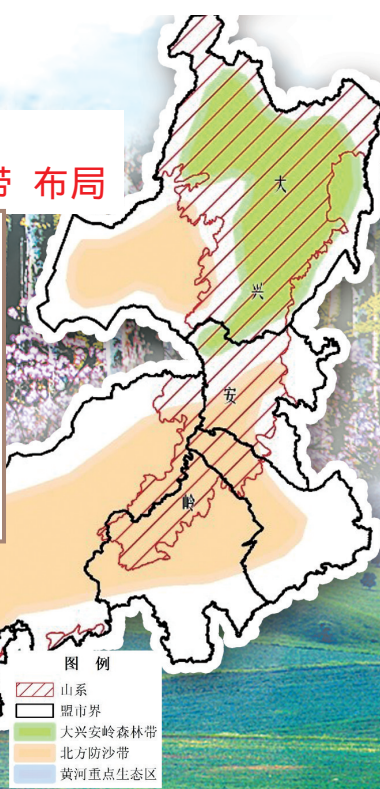 带 布局
大
兴
安
岭
图 例
山系
盟市界
大兴安岭森林带
北方防沙带
黄河重点生态区